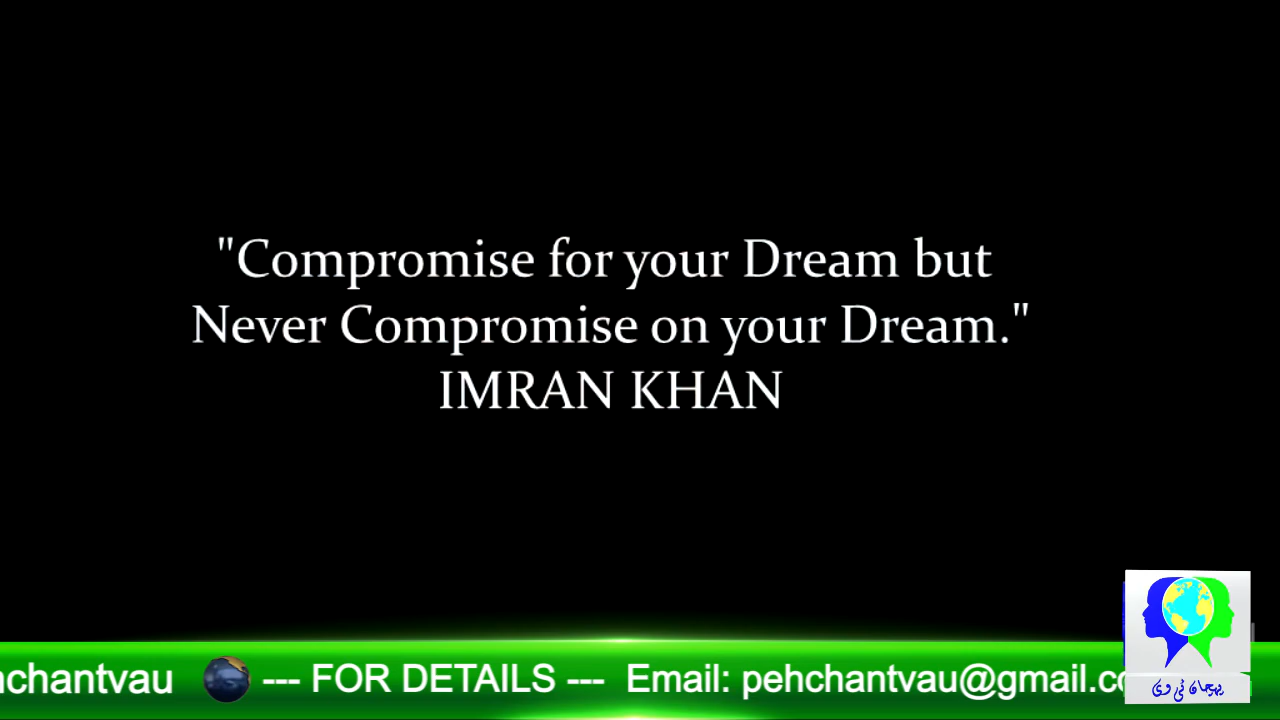 "Compromise for your Dream but
Never Compromise on your Dream."
IMRAN KHAN
nchantvau --- FOR DETAILS --- Email: pehchantvau@gmail.co
پہچان ٹی وی